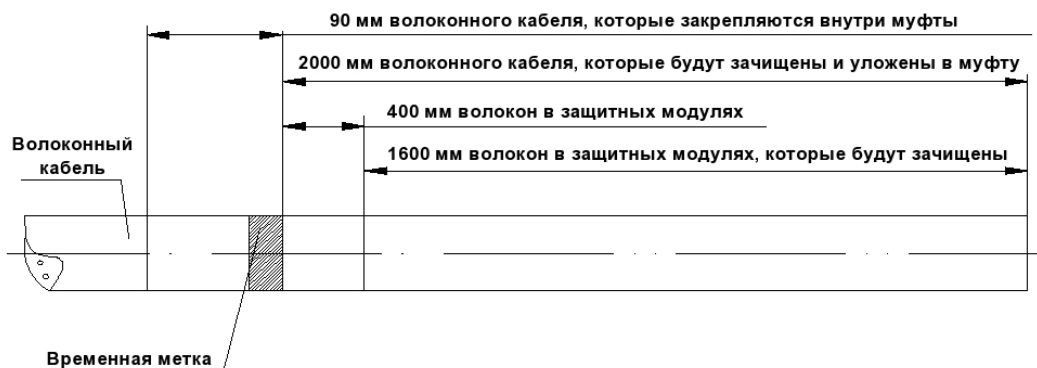 90 мм волоконного кабеля, которые закрепляются внутри муфты
2000 мм волоконного кабеля, которые будут зачищены и уложены в муфту
400 мм волокон в защитных модулях
Волоконный
кабель
1600 мм волокон в защитных модулях, которые будут зачищены
Временная метка